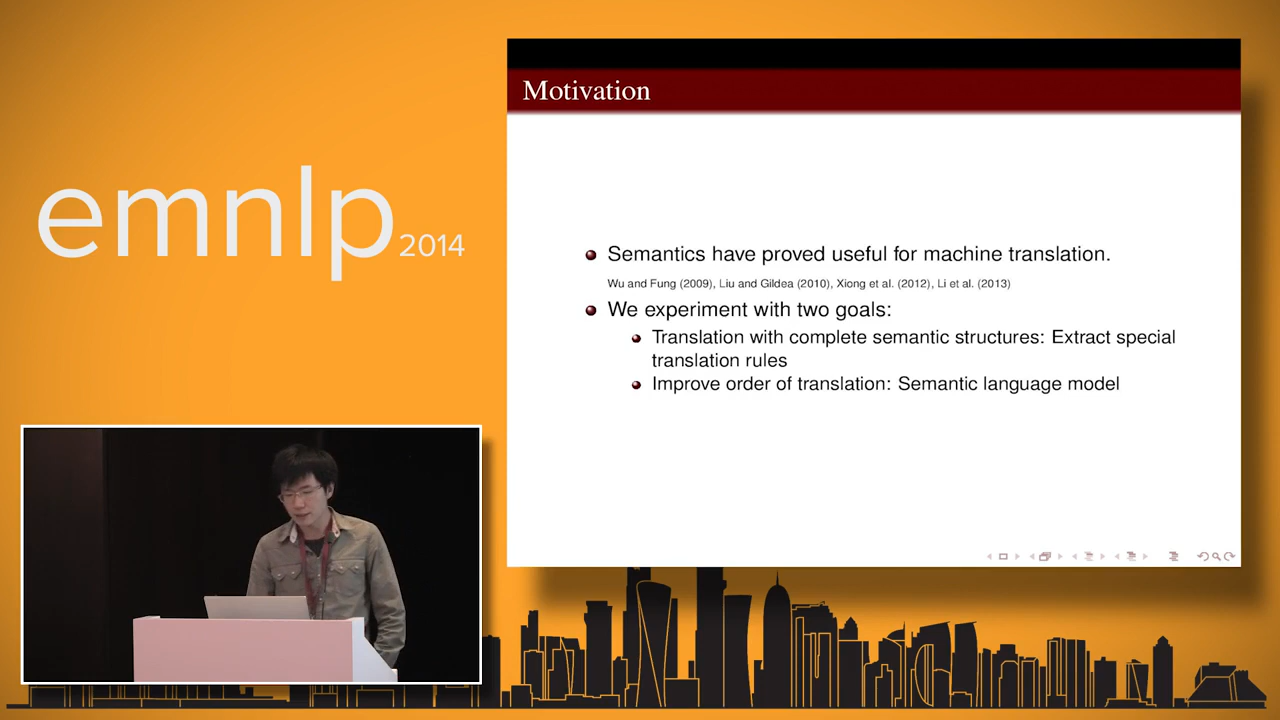 emnlp 2014
Motivation
Semantics have proved useful for machine translation.
Wu and Fung (2009), Liu and Gildea (2010), Xiong et al. (2012), Li et al. (2013)
We experiment with two goals:
Translation with complete semantic structures: Extract special
translation rules
Improve order of translation: Semantic language model